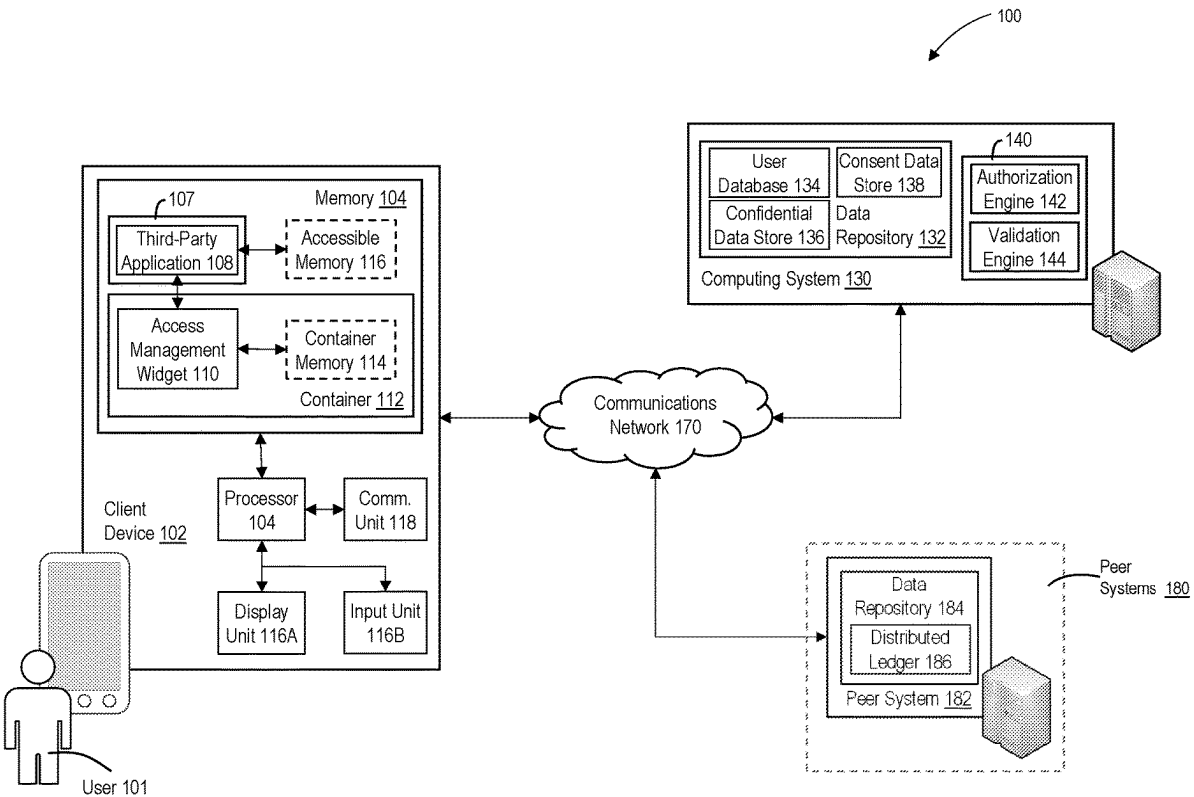 100
140
User
Database 134
Consent Data
Store 138
Confidential
Data Store 136
Data
Repository 132
Authorization
Engine 142
Validation
Engine 144
Computing System 130
107
Memory 104
Third-Party
Application 108
Accessible
Memory 116
Access
Management
Widget 110
Container
Memory 114
Container 112
Communications
Network 170
Client
Device 102
Processor
104
Comm.
Unit 118
Display
Unit 116A
Input Unit
116B
User 101
Data
Repository 184
Distributed
Ledger 186
Peer System 182
Peer
Systems 180